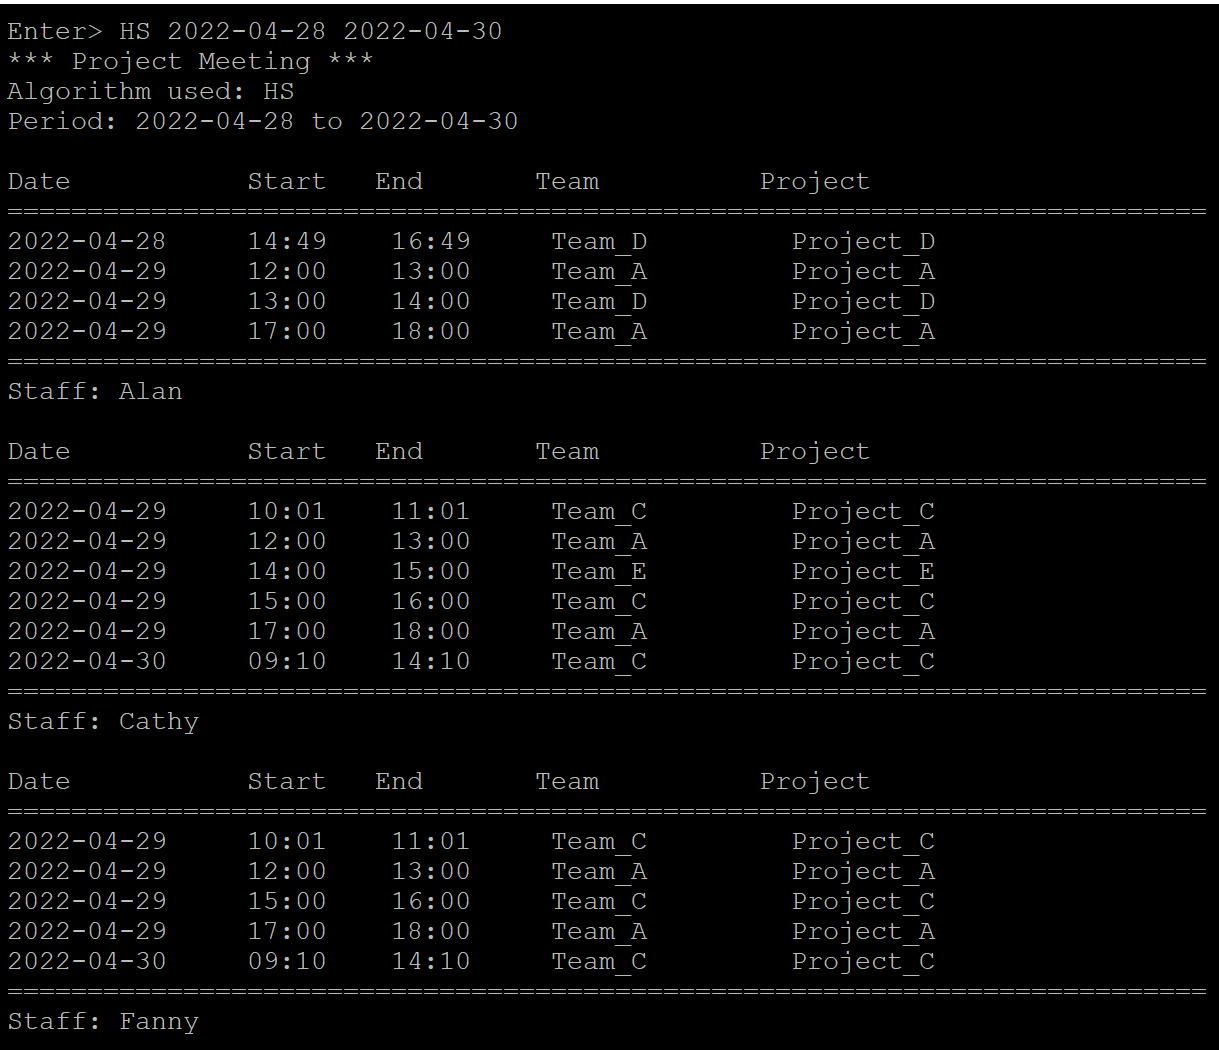 Enter> HS 2022-04-28 2022-04-30
*** Project Meeting ***
Algorithm used: HS
Period: 2022-04-28 to 2022-04-30
Date Start End Team Project
===========================================================================
2022-04-28 14:49 16:49 Team_D Project_D
2022-04-29 12:00 13:00 Team_A Project_A
2022-04-29 13:00 14:00 Team_D Project_D
2022-04-29 17:00 18:00 Team_A Project_A
===========================================================================
Staff: Alan
Date Start End Team Project
===========================================================================
2022-04-29 10:01 11:01 Team_C Project_C
2022-04-29 12:00 13:00 Team_A Project_A
2022-04-29 14:00 15:00 Team_E Project_E
2022-04-29 15:00 16:00 Team_C Project_C
2022-04-29 17:00 18:00 Team_A Project_A
2022-04-30 09:10 14:10 Team_C Project_C
===========================================================================
Staff: Cathy
Date Start End Team Project
===========================================================================
2022-04-29 10:01 11:01 Team_C Project_C
2022-04-29 12:00 13:00 Team_A Project_A
2022-04-29 15:00 16:00 Team_C Project_C
2022-04-29 17:00 18:00 Team_A Project_A
2022-04-30 09:10 14:10 Team_C Project_C
===========================================================================
Staff: Fanny